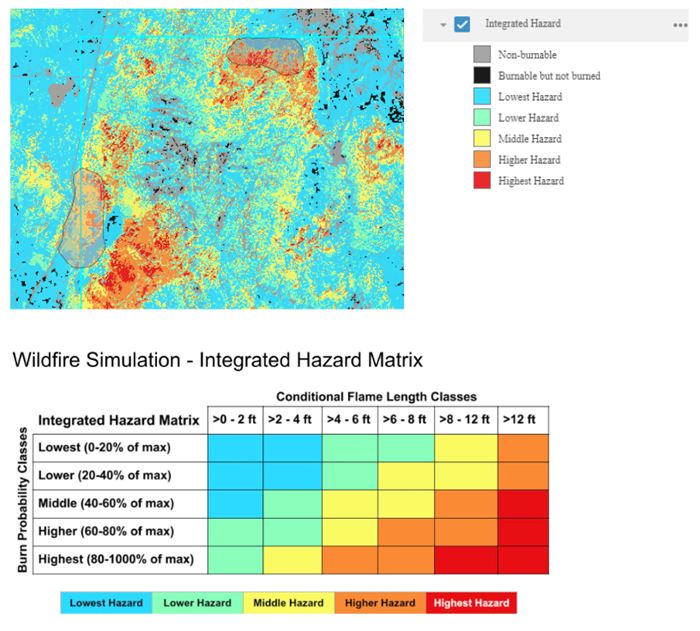 Integrated Hazard
Non-burnable
Burnable but not burned
Lowest Hazard
Lower Hazard
Middle Hazard
Higher Hazard
Highest Hazard
Wildfire Simulation - Integrated Hazard Matrix
Conditional Flame Length Classes
Integrated Hazard Matrix >0 - 2 ft >2 - 4 ft >4 - 6 ft >6 - 8 ft >8 - 12 ft >12 ft
Burn Probability Classes
Lowest (0-20% of max)
Lower (20-40% of max)
Middle (40-60% of max)
Higher (60-80% of max)
Highest (80-1000% of max)
Lowest Hazard Lower Hazard Middle Hazard Higher Hazard Highest Hazard